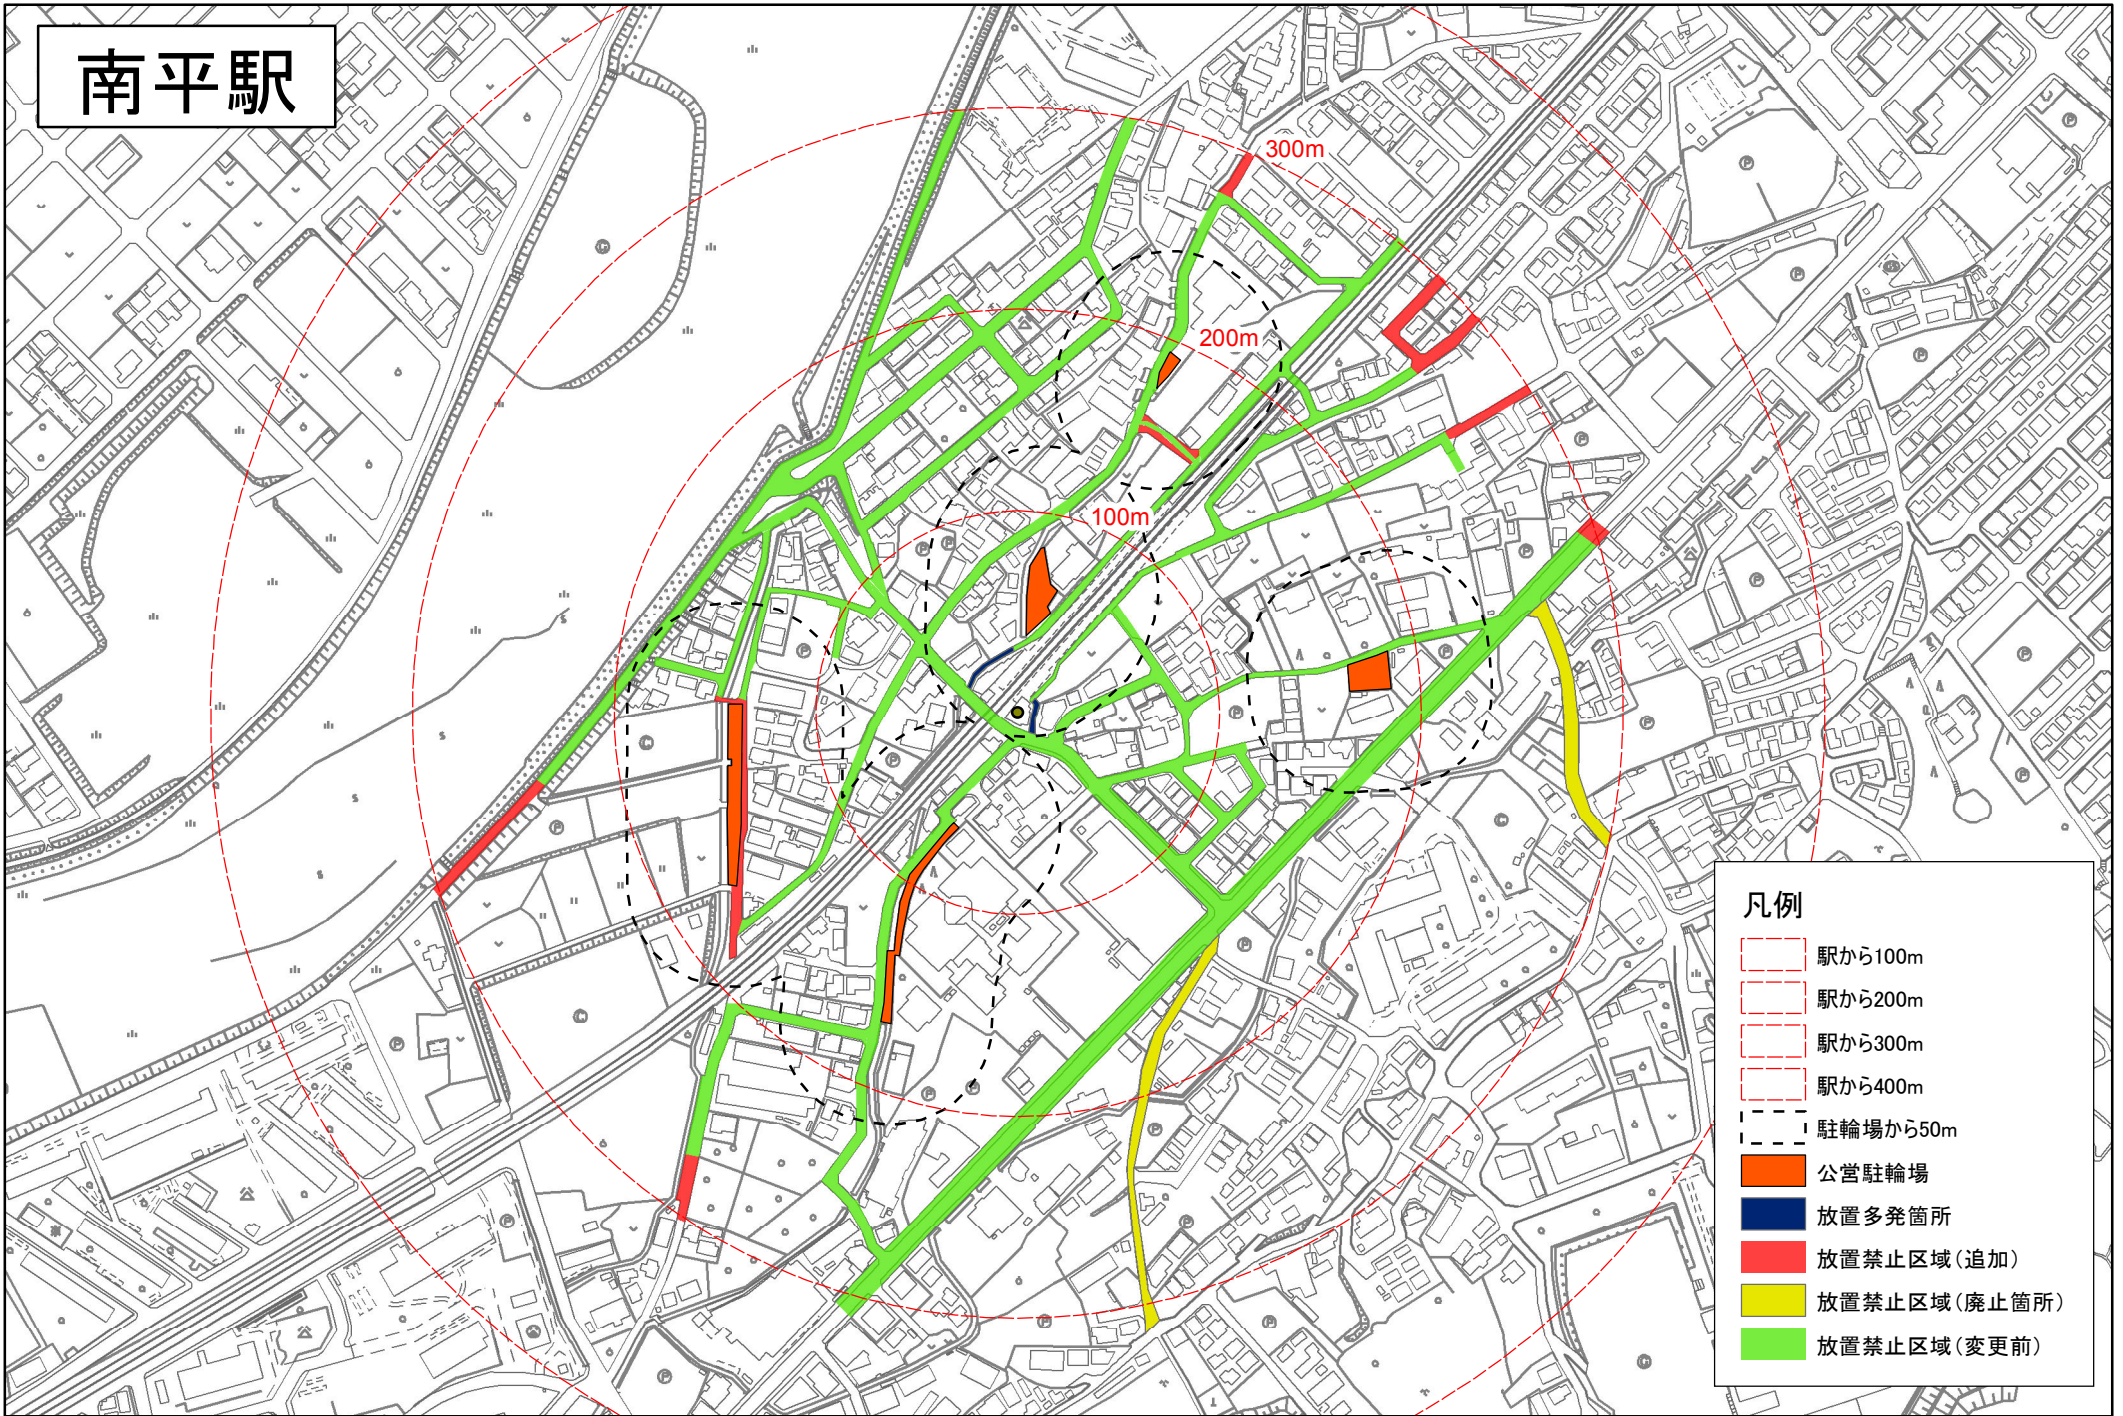 南平駅
300m
200m
100m
凡例
駅から100m
駅から200m
駅から300m
駅から400m
駐輪場から50m
公営駐輪場
放置多発箇所
放置禁止区域（追加）
放置禁止区域（廃止箇所）
放置禁止区域（変更前）